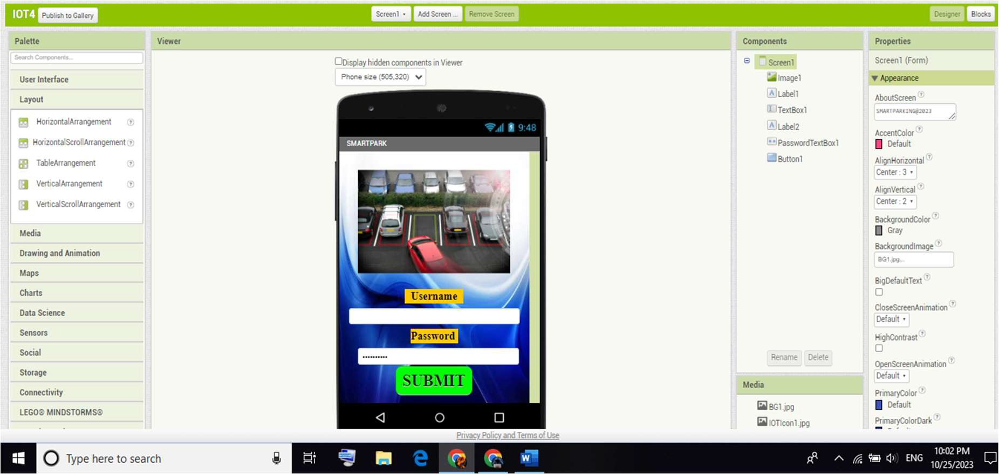 IOT4
Publish to Gallery
Screen1
Add Screen ...
Remove Screen
Designer
Blocks
Palette
Search Components...
User Interface
Layout
HorizontalArrangement
HorizontalScrollArrangement
TableArrangement
VerticalArrangement
VerticalScrollArrangement
Media
Drawing and Animation
Maps
Charts
Data Science
Sensors
Social
Storage
Connectivity
LEGO® MINDSTORMS®
Viewer
Display hidden components in Viewer
Phone size (505,320)
9:48
SMARTPARK
Username
Password
SUBMIT
Components
Screen1
Image1
Label1
TextBox1
Label2
PasswordTextBox1
Button1
Rename
Delete
Media
BG1.jpg
IOTIcon1.jpg
Properties
Screen1 (Form)
Appearance
AboutScreen
SMARTPARKING@2023
AccentColor
Default
AlignHorizontal
Center : 3
AlignVertical
Center : 2
BackgroundColor
Gray
BackgroundImage
BG1.jpg...
BigDefaultText
CloseScreenAnimation
Default
HighContrast
OpenScreenAnimation
Default
PrimaryColor
Default
PrimaryColorDark
Privacy Policy and Terms of Use
Type here to search
ENG
10:02 PM
10/25/2023